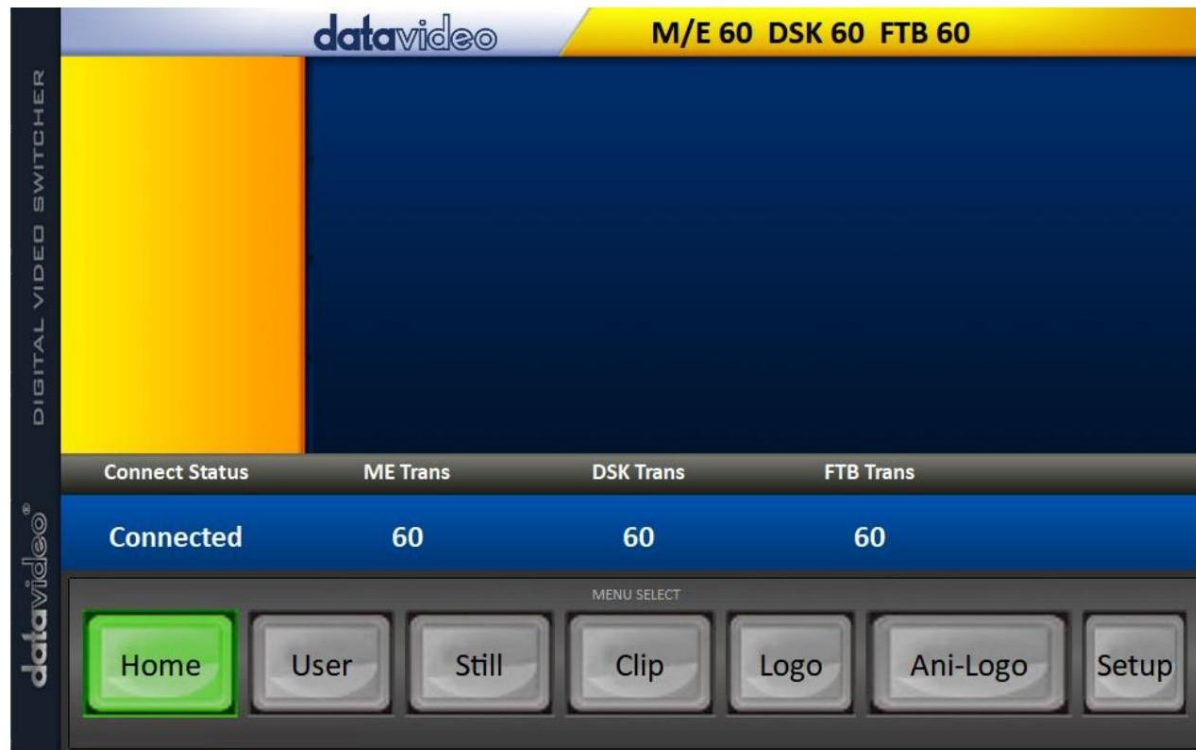 datavideo
M/E 60 DSK 60 FTB 60
DIGITAL VIDEO SWITCHER
datavideo®
Connect Status ME Trans DSK Trans FTB Trans
Connected 60 60 60
MENU SELECT
Home User Still Clip Logo Ani-Logo Setup